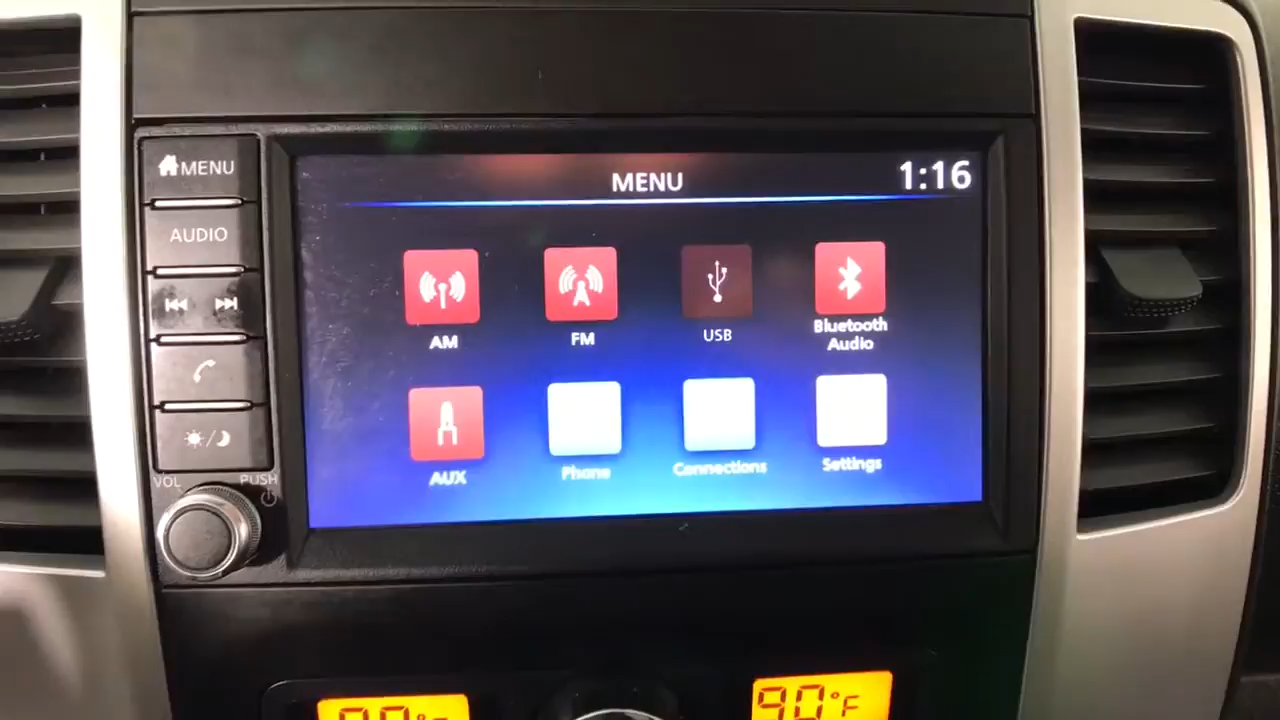 MENU
AUDIO
VOL
PUSH
MENU
1:16
AM
FM
USB
Bluetooth
Audio
AUX
Phone
Connections
Settings
90°F